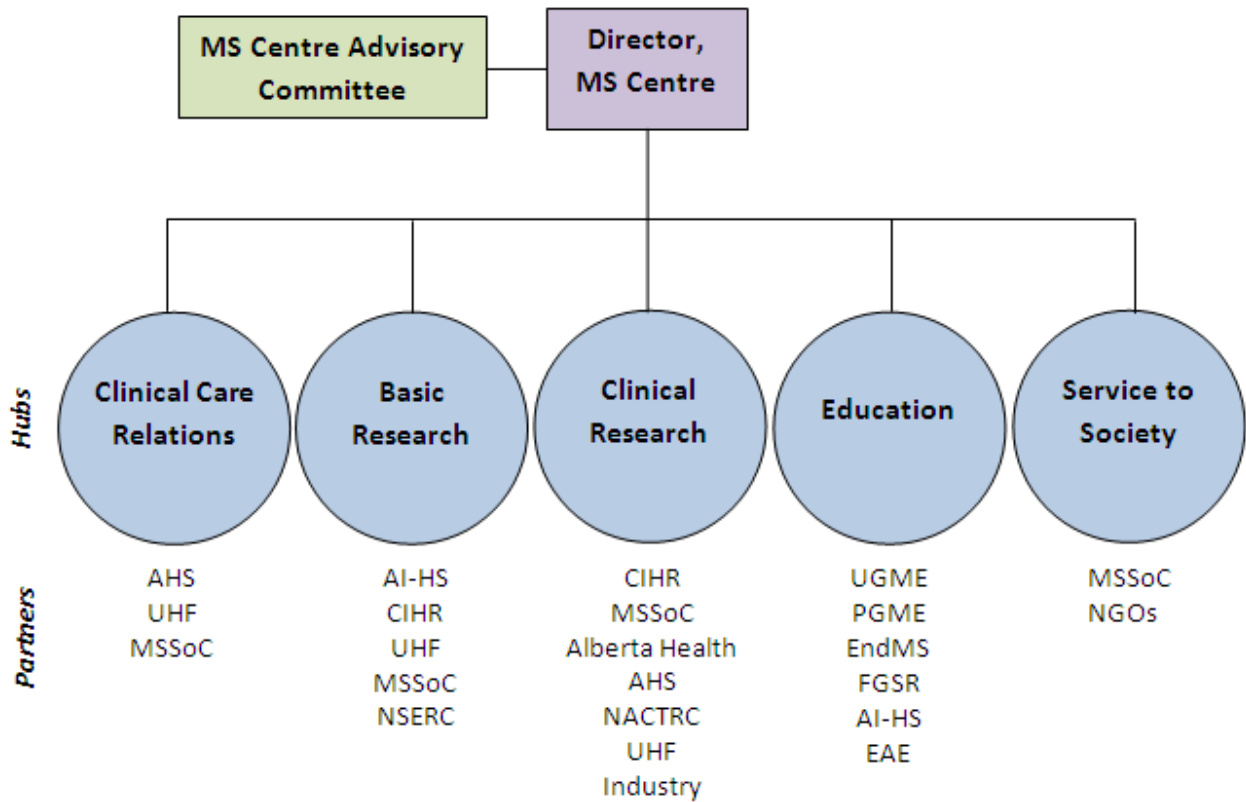 MS Centre Advisory
Committee
Director,
MS Centre
Hubs
Clinical Care
Relations
Basic
Research
Clinical
Research
Education
Service to
Society
Partners
AHS
UHF
MSSoC
AI-HS
CIHR
UHF
MSSoC
NSERC
CIHR
MSSoC
Alberta Health
AHS
NACTRC
UHF
Industry
UGME
PGME
EndMS
FGSR
AI-HS
EAE
MSSoC
NGOs